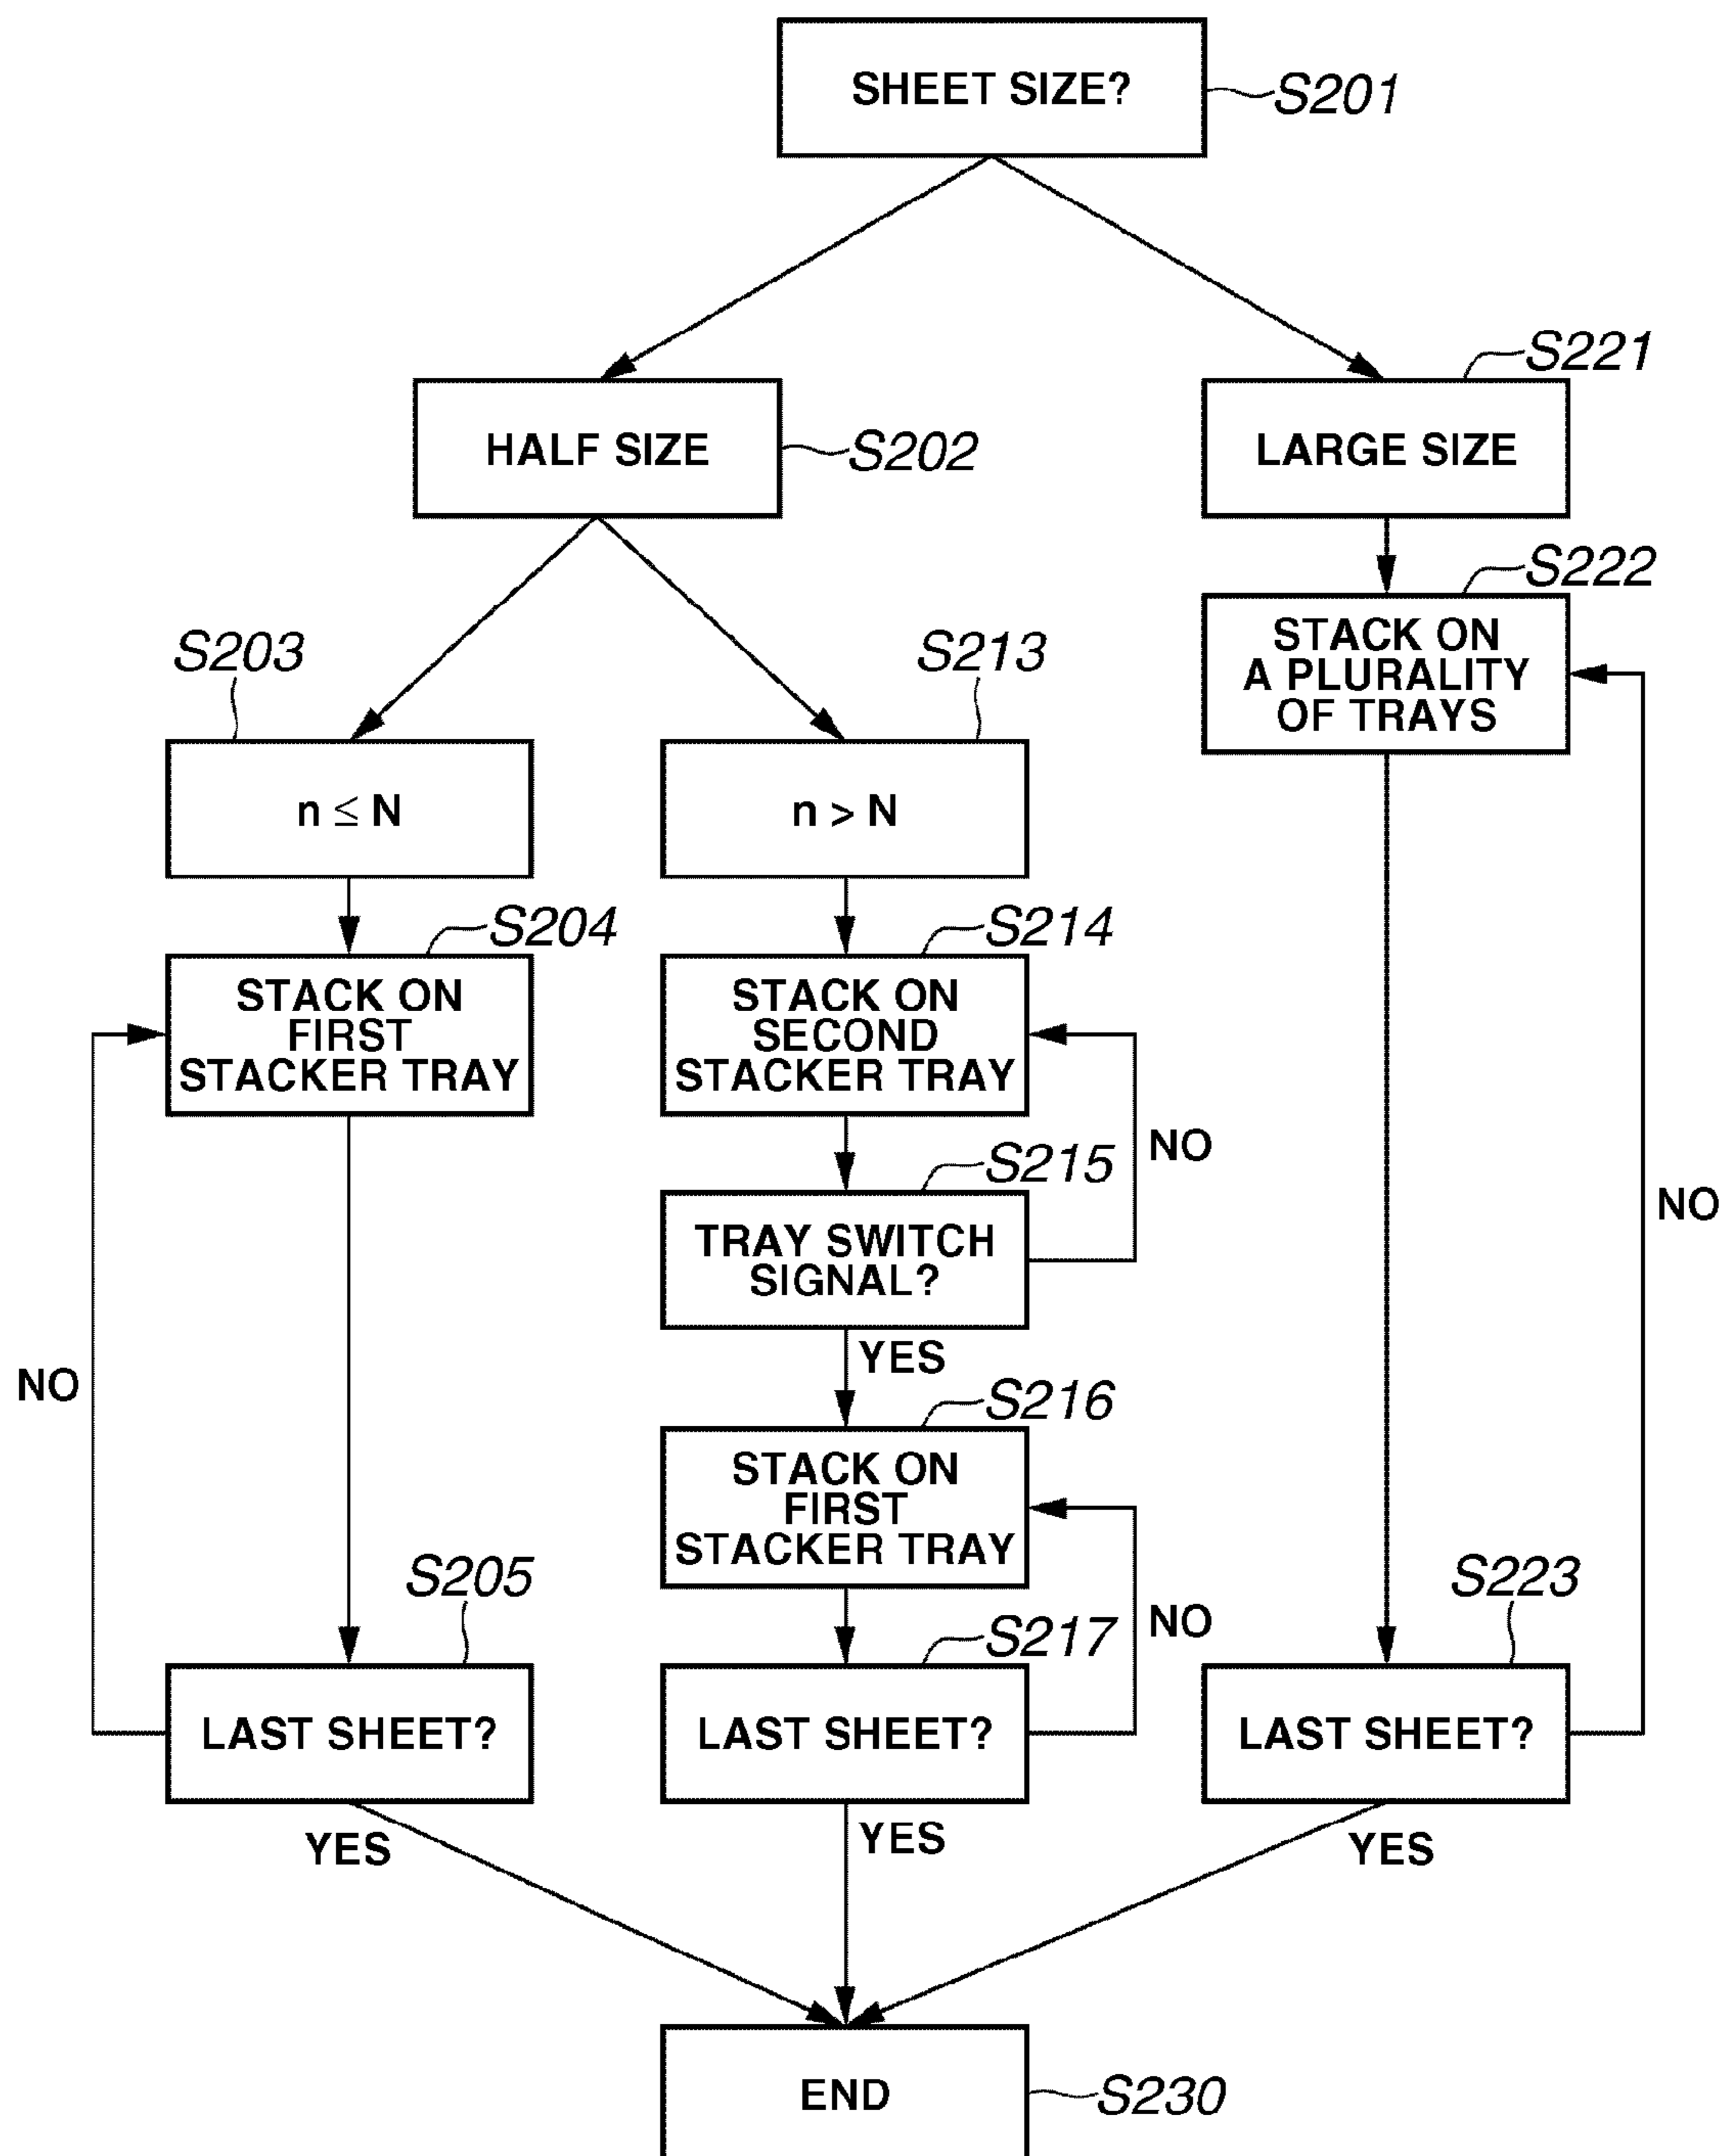 SHEET SIZE?
S201
S221
HALF SIZE
S202
LARGE SIZE
S222
STACK ON
A PLURALITY
OF TRAYS
S203
S213
n ≤ N
n > N
S204
STACK ON
FIRST
STACKER TRAY
S214
STACK ON
SECOND
STACKER TRAY
NO
S215
TRAY SWITCH
SIGNAL?
NO
YES
NO
S216
STACK ON
FIRST
STACKER TRAY
S205
S217
NO
S223
LAST SHEET?
LAST SHEET?
LAST SHEET?
YES
YES
YES
END
S230